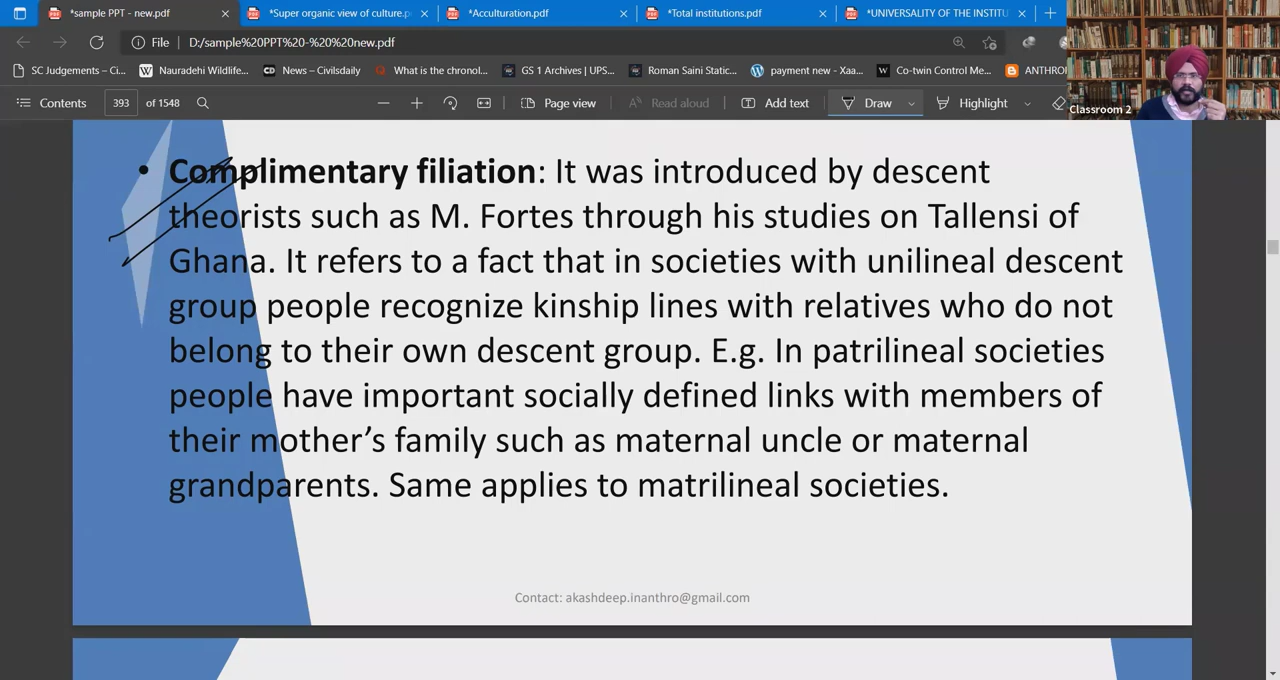 *sample PPT - new.pdf
*Super organic view of culture.p
*Acculturation.pdf
*Total institutions.pdf
*UNIVERSALITY OF THE INSTITU
File
D:/sample%20PPT%20-%20%20new.pdf
SC Judgements – Ci...
Nauradehi Wildlife...
News – Civilsdaily
What is the chronol...
GS 1 Archives | UPS...
Roman Saini Static...
payment new - Xaa...
Co-twin Control Me...
ANTHRO
Classroom 2
Contents
393
of 1548
Page view
Read aloud
Add text
Draw
Highlight
• Complimentary filiation: It was introduced by descent
theorists such as M. Fortes through his studies on Tallensi of
Ghana. It refers to a fact that in societies with unilineal descent
group people recognize kinship lines with relatives who do not
belong to their own descent group. E.g. In patrilineal societies
people have important socially defined links with members of
their mother’s family such as maternal uncle or maternal
grandparents. Same applies to matrilineal societies.
Contact: akashdeep.inanthro@gmail.com